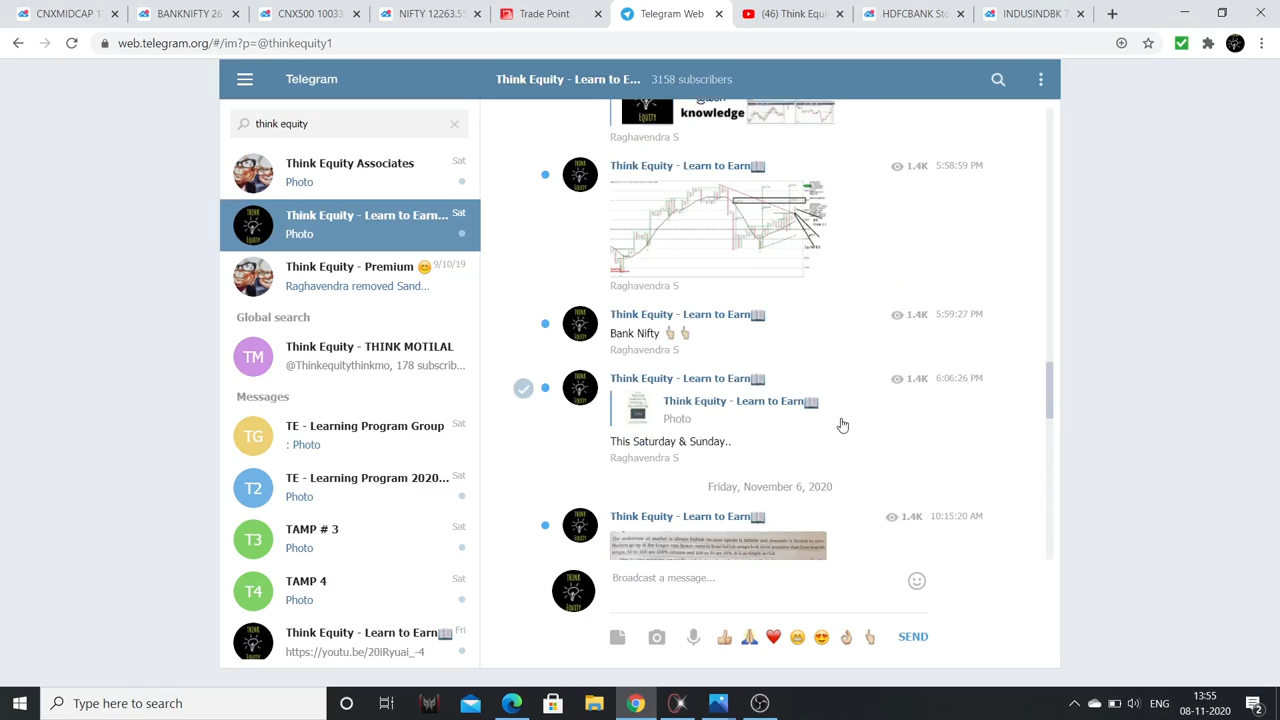 CNXMIDCAP 1
BANKNIFTY 26
CNX500 10033
NIFTY 12263.55
Trade Point
Telegram Web
(46) Think Equi
HDFCBANK Sto
INDUSINDBK 7
web.telegram.org/#/im?p=@thinkequity1
Telegram
Think Equity - Learn to E... 3158 subscribers
think equity
Think Equity Associates Sat
Photo
Think Equity - Learn to Earn... Sat
Photo
Think Equity - Premium 😊 9/10/19
Raghavendra removed Sand...
Global search
TM
Think Equity - THINK MOTILAL
@Thinkequitythinkmo, 178 subscrib...
Messages
TG
TE - Learning Program Group Sat
: Photo
T2
TE - Learning Program 2020... Sat
Photo
T3
TAMP # 3 Sat
Photo
T4
TAMP 4 Sat
Photo
Think Equity - Learn to Earn📖 Fri
https://youtu.be/20iRyuai_-4
knowledge
Raghavendra S
Think Equity - Learn to Earn📖 1.4K 5:58:59 PM
Raghavendra S
Think Equity - Learn to Earn📖 1.4K 5:59:27 PM
Bank Nifty 👆🏻 👆🏻
Raghavendra S
Think Equity - Learn to Earn📖 1.4K 6:06:26 PM
Think Equity - Learn to Earn📖
Photo
This Saturday & Sunday..
Raghavendra S
Friday, November 6, 2020
Think Equity - Learn to Earn📖 1.4K 10:15:20 AM
THINK
EQUITY
Broadcast a message...
SEND
Type here to search
ENG
13:55
08-11-2020
2